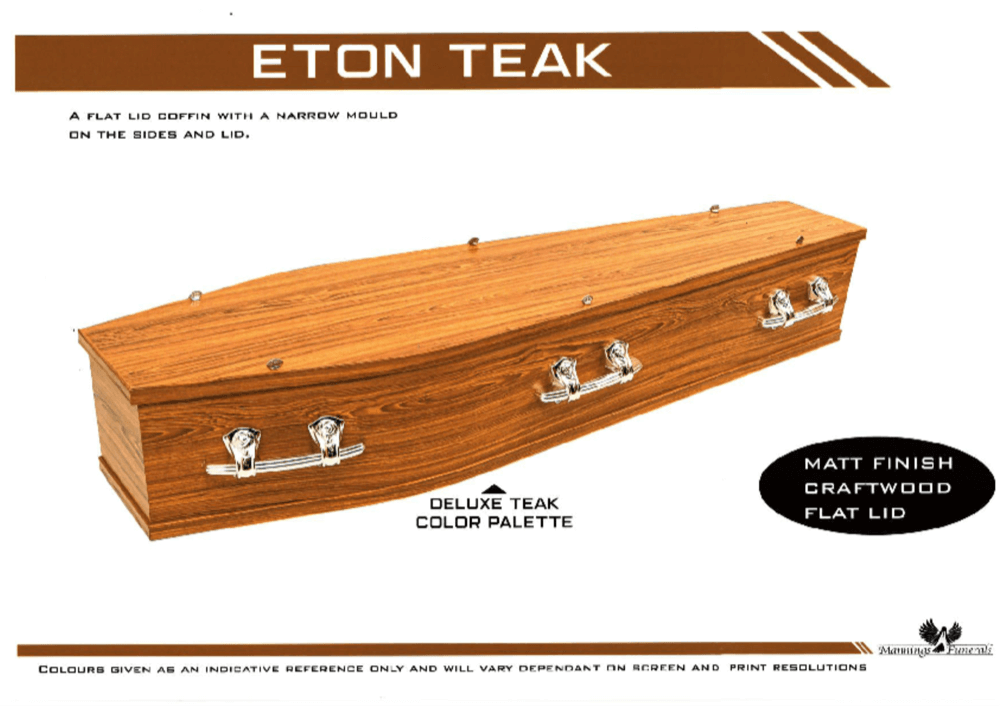 ETON TEAK
A FLAT LID COFFIN WITH A NARROW MOULD
ON THE SIDES AND LID.
DELUXE TEAK
COLOR PALETTE
MATT FINISH
CRAFTWOOD
FLAT LID
Mannings Funerals
COLOURS GIVEN AS AN INDICATIVE REFERENCE ONLY AND WILL VARY DEPENDANT ON SCREEN AND PRINT RESOLUTIONS